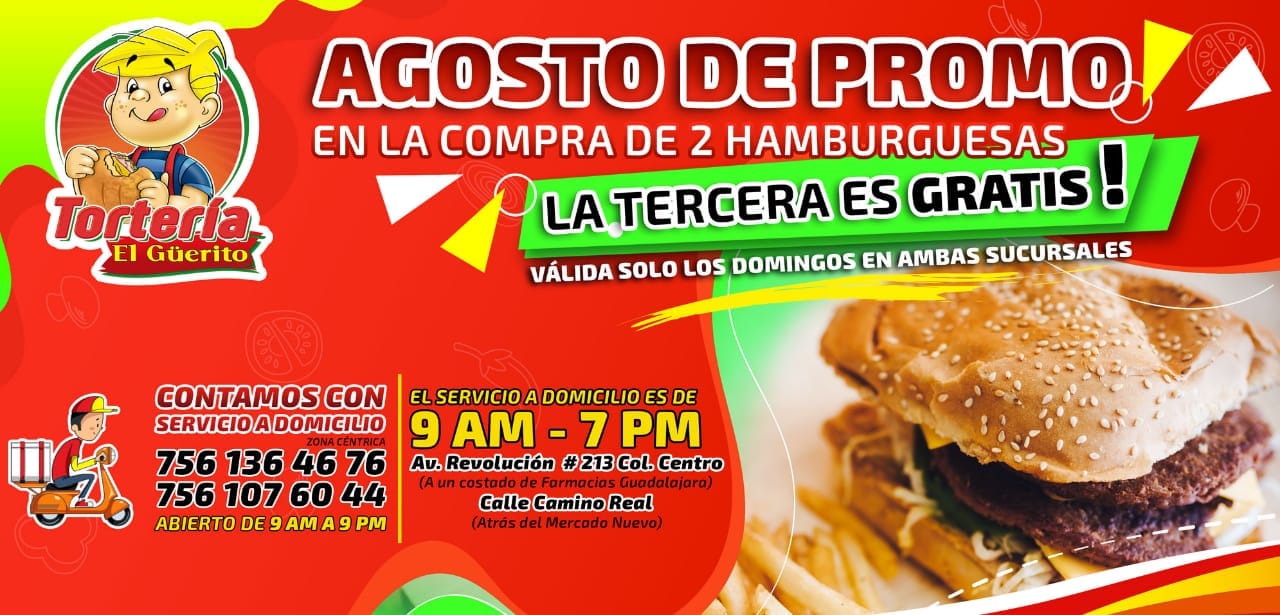 Tortería
El Güerito
AGOSTO DE PROMO
EN LA COMPRA DE 2 HAMBURGUESAS
LA TERCERA ES GRATIS !
VÁLIDA SOLO LOS DOMINGOS EN AMBAS SUCURSALES
CONTAMOS CON
SERVICIO A DOMICILIO
ZONA CÉNTRICA
756 136 46 76
756 107 60 44
ABIERTO DE 9 AM A 9 PM
EL SERVICIO A DOMICILIO ES DE
9 AM - 7 PM
Av. Revolución # 213 Col. Centro
(A un costado de Farmacias Guadalajara)
Calle Camino Real
(Atrás del Mercado Nuevo)